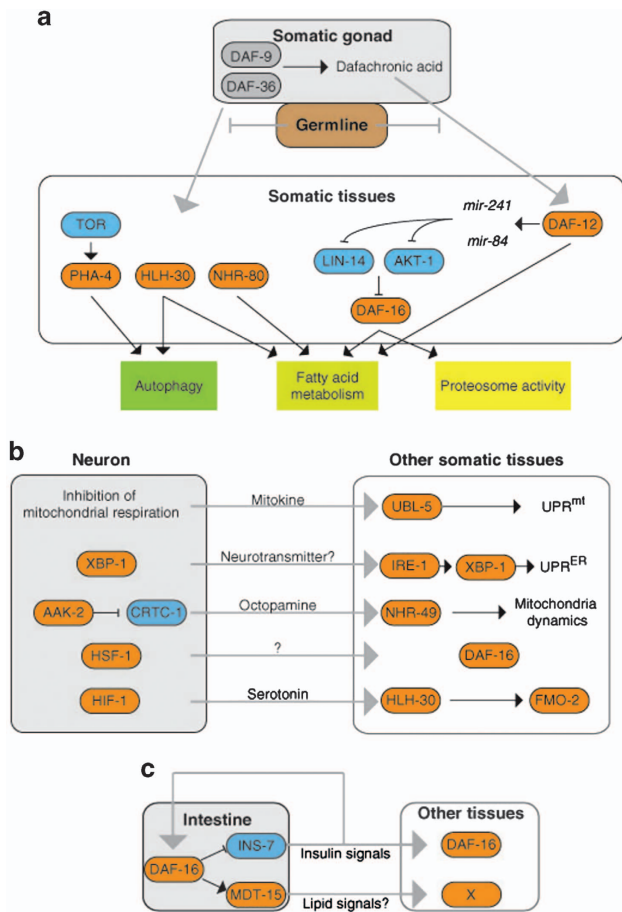 a
Somatic gonad
DAF-9
DAF-36
Dafachronic acid
Germline
Somatic tissues
TOR
mir-241
mir-84
DAF-12
PHA-4
HLH-30
NHR-80
LIN-14
AKT-1
DAF-16
Autophagy
Fatty acid
metabolism
Proteosome activity
b
Neuron
Other somatic tissues
Inhibition of
mitochondrial respiration
Mitokine
UBL-5
UPRmt
XBP-1
Neurotransmitter?
IRE-1
XBP-1
UPRER
AAK-2
CRTC-1
Octopamine
NHR-49
Mitochondria
dynamics
HSF-1
?
DAF-16
HIF-1
Serotonin
HLH-30
FMO-2
c
Intestine
Other tissues
DAF-16
INS-7
MDT-15
Insulin signals
Lipid signals?
DAF-16
X